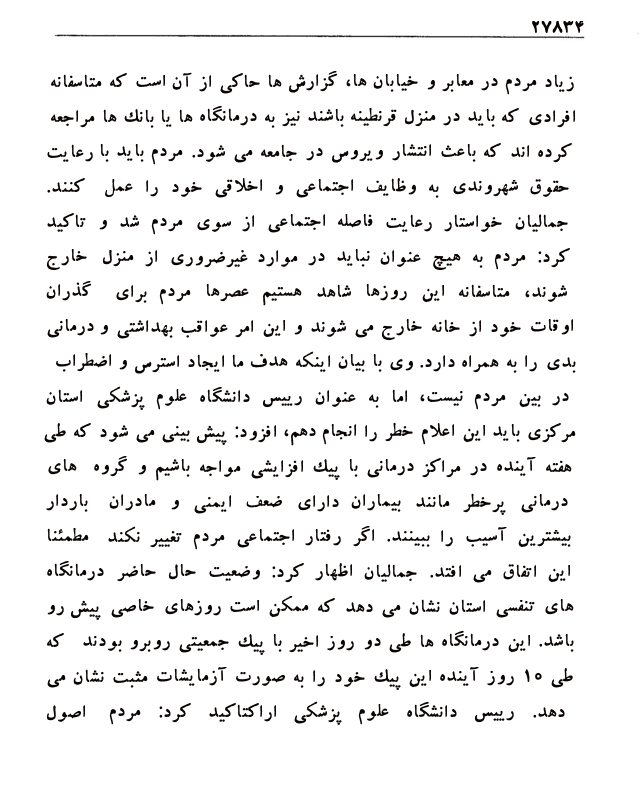 ۲۷۸۳۴
زیاد مردم در معابر و خیابان ها، گزارش ها حاکی از آن است که متاسفانه
افرادی که باید در منزل قرنطینه باشند نیز به درمانگاه ها یا بانك ها مراجعه
کرده اند که باعث انتشار ویروس در جامعه می شود. مردم باید با رعایت
حقوق شهروندی به وظایف اجتماعی و اخلاقی خود را عمل کنند.
جمالیان خواستار رعایت فاصله اجتماعی از سوی مردم شد و تاکید
کرد: مردم به هیچ عنوان نباید در موارد غیرضروری از منزل خارج
شوند، متاسفانه این روزها شاهد هستیم عصرها مردم برای گذران
اوقات خود از خانه خارج می شوند و این امر عواقب بهداشتی و درمانی
بدی را به همراه دارد. وی با بیان اینکه هدف ما ایجاد استرس و اضطراب
در بین مردم نیست، اما به عنوان رییس دانشگاه علوم پزشکی استان
مرکزی باید این اعلام خطر را انجام دهم، افزود: پیش بینی می شود که طی
هفته آینده در مراکز درمانی با پیك افزایشی مواجه باشیم و گروه های
درمانی پرخطر مانند بیماران دارای ضعف ایمنی و مادران باردار
بیشترین آسیب را ببینند. اگر رفتار اجتماعی مردم تغییر نکند مطمئنا
این اتفاق می افتد. جمالیان اظهار کرد: وضعیت حال حاضر درمانگاه
های تنفسی استان نشان می دهد که ممکن است روزهای خاصی پیش رو
باشد. این درمانگاه ها طی دو روز اخیر با پیك جمعیتی روبرو بودند که
طی ۱۰ روز آینده این پیك خود را به صورت آزمایشات مثبت نشان می
دهد. رییس دانشگاه علوم پزشکی اراکتاکید کرد: مردم اصول